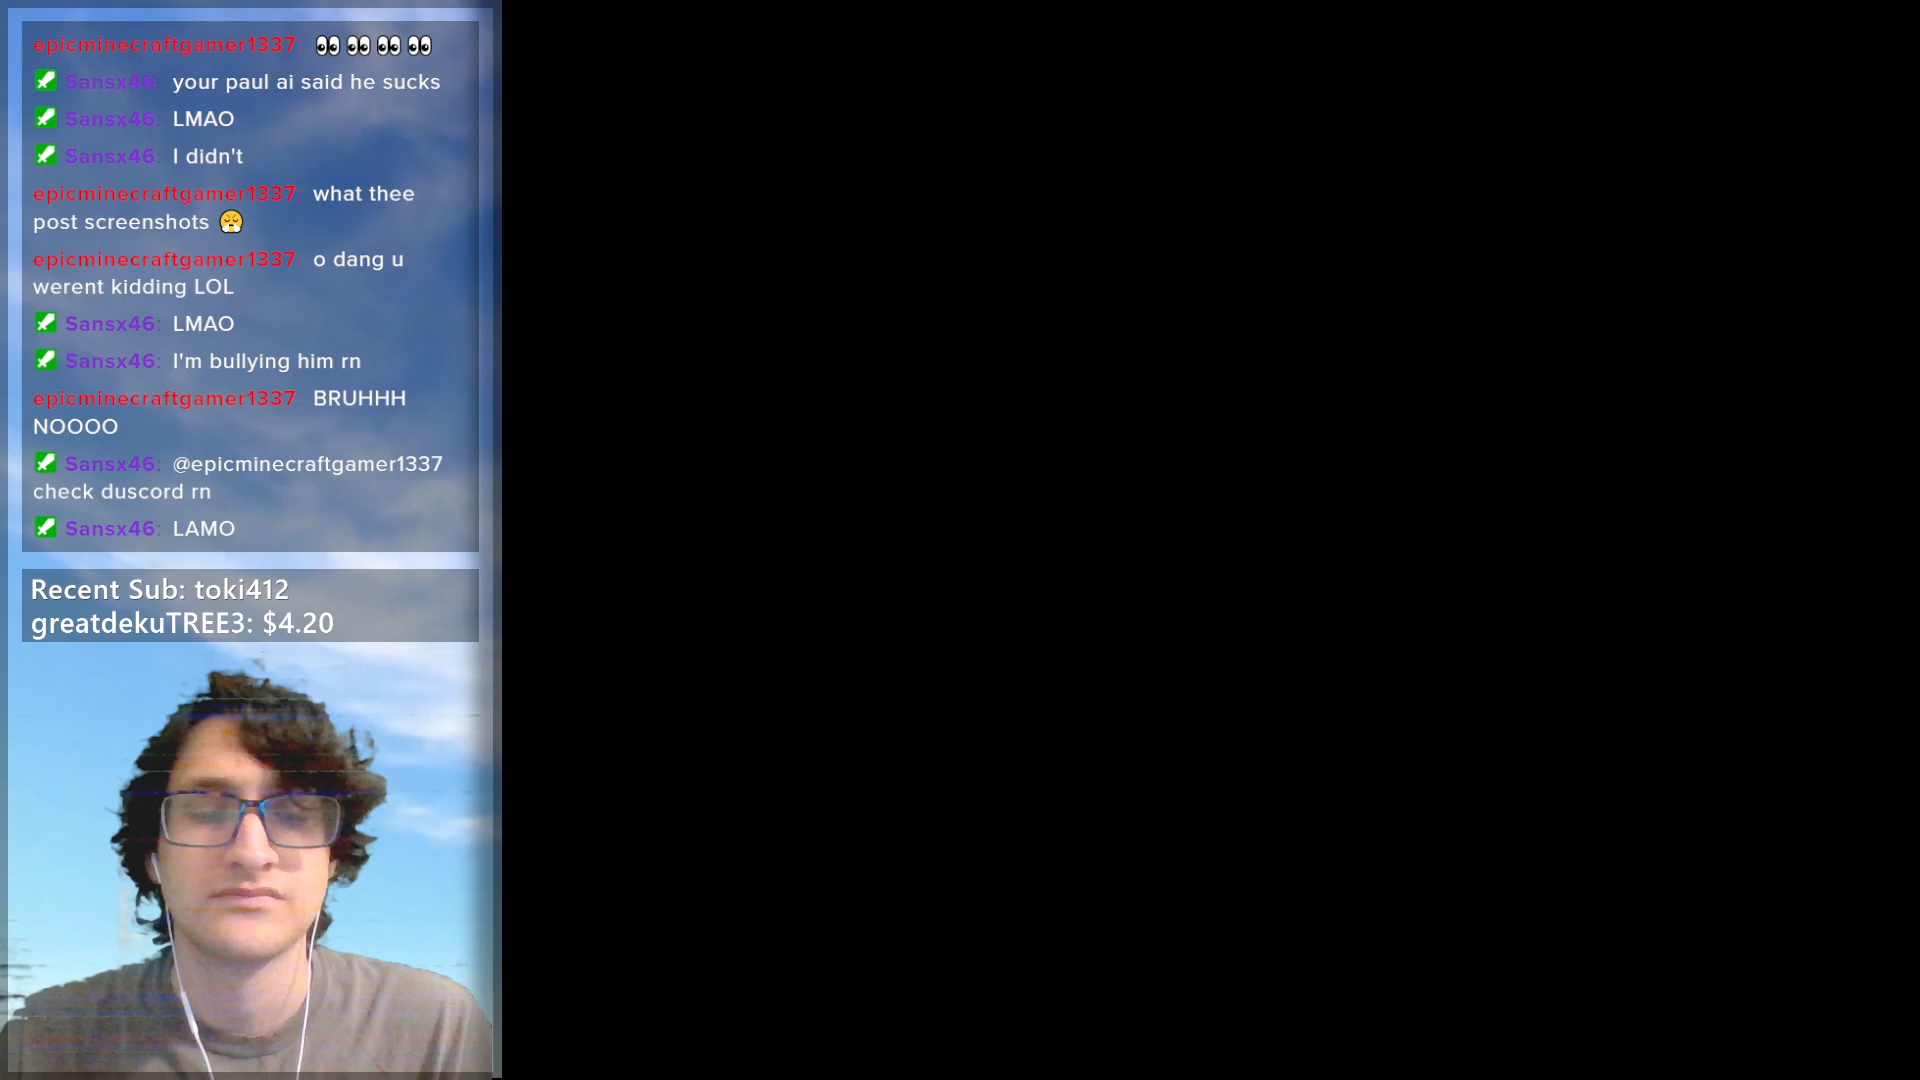 epicminecraftgamer1337: 👀 👀 👀 👀
Sansx46: your paul ai said he sucks
Sansx46: LMAO
Sansx46: I didn't
epicminecraftgamer1337: what thee
post screenshots 😤
epicminecraftgamer1337: o dang u
werent kidding LOL
Sansx46: LMAO
Sansx46: I'm bullying him rn
epicminecraftgamer1337: BRUHHH
NOOOO
Sansx46: @epicminecraftgamer1337
check duscord rn
Sansx46: LAMO
Recent Sub: toki412
greatdekuTREE3: $4.20